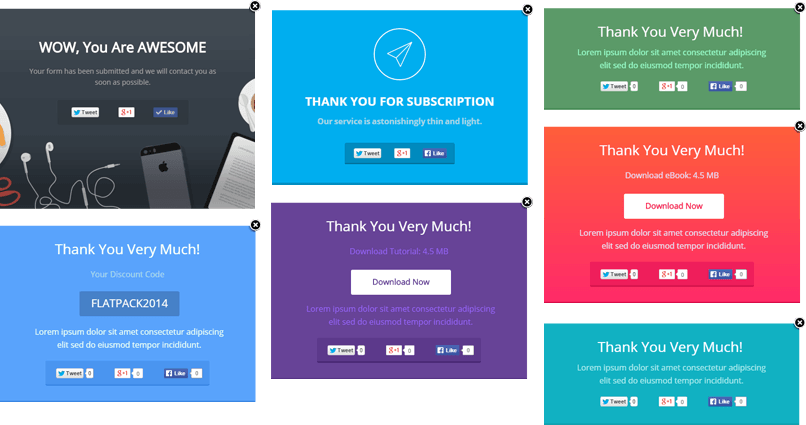 WOW, You Are AWESOME
Your form has been submitted and we will contact you as
soon as possible.
Tweet
g+1
Like
Thank You Very Much!
Your Discount Code
FLATPACK2014
Lorem ipsum dolor sit amet consectetur adipiscing
elit sed do eiusmod tempor incididunt.
Tweet 0
g+1 0
Like 0
THANK YOU FOR SUBSCRIPTION
Our service is astonishingly thin and light.
Tweet
g+1
Like
Thank You Very Much!
Download Tutorial: 4.5 MB
Download Now
Lorem ipsum dolor sit amet consectetur adipiscing
elit sed do eiusmod tempor incididunt.
Tweet 0
g+1 0
Like 0
Thank You Very Much!
Lorem ipsum dolor sit amet consectetur adipiscing
elit sed do eiusmod tempor incididunt.
Tweet 0
g+1 0
Like 0
Thank You Very Much!
Download eBook: 4.5 MB
Download Now
Lorem ipsum dolor sit amet consectetur adipiscing
elit sed do eiusmod tempor incididunt.
Tweet 0
g+1 0
Like 0
Thank You Very Much!
Lorem ipsum dolor sit amet consectetur adipiscing
elit sed do eiusmod tempor incididunt.
Tweet 0
g+1 0
Like 0